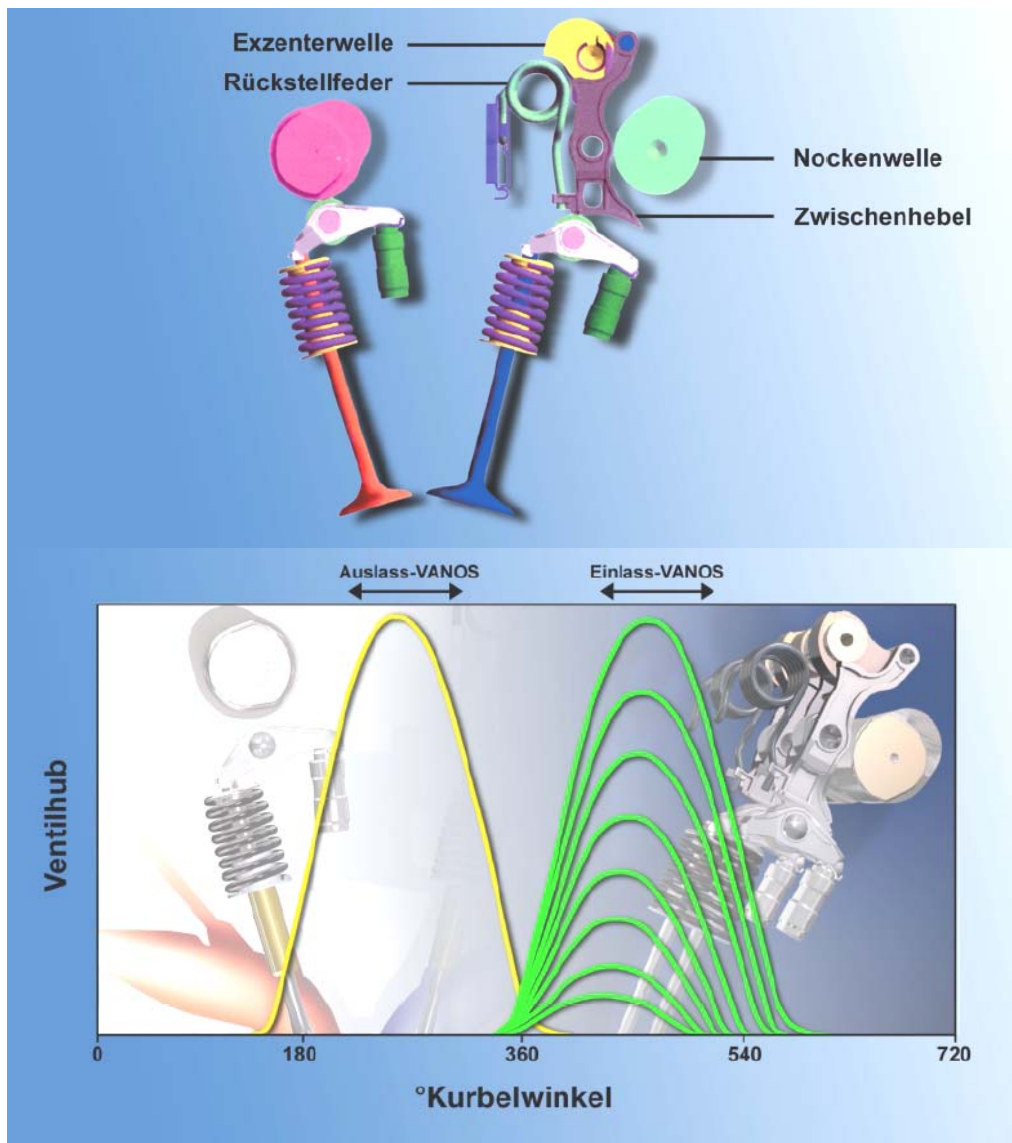 Exzenterwelle
Rückstellfeder
Nockenwelle
Zwischenhebel
Auslass-VANOS
Einlass-VANOS
Ventilhub
0
180
360
540
720
°Kurbelwinkel